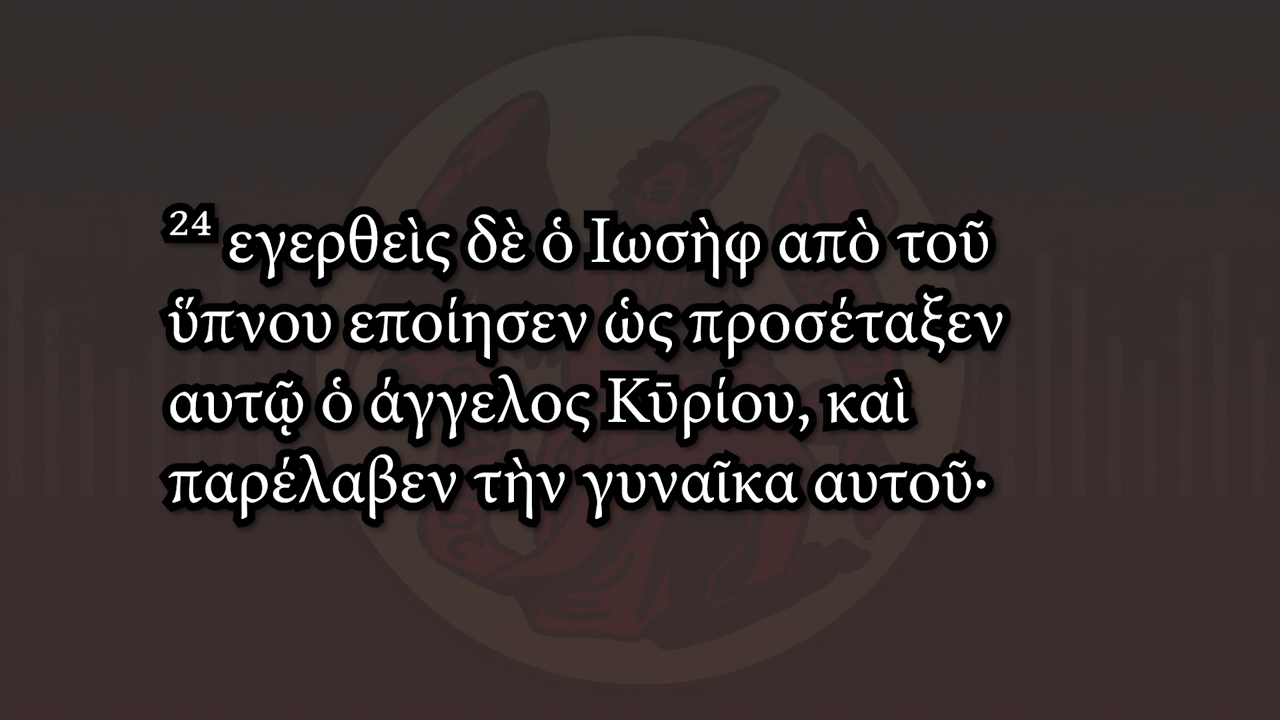 ²⁴ εγερθεὶς δὲ ὁ Ιωσὴφ απὸ τοῦ
ὕπνου εποίησεν ὡς προσέταξεν
αυτῷ ὁ άγγελος Κῡρίου, καὶ
παρέλαβεν τὴν γυναῖκα αυτοῦ·